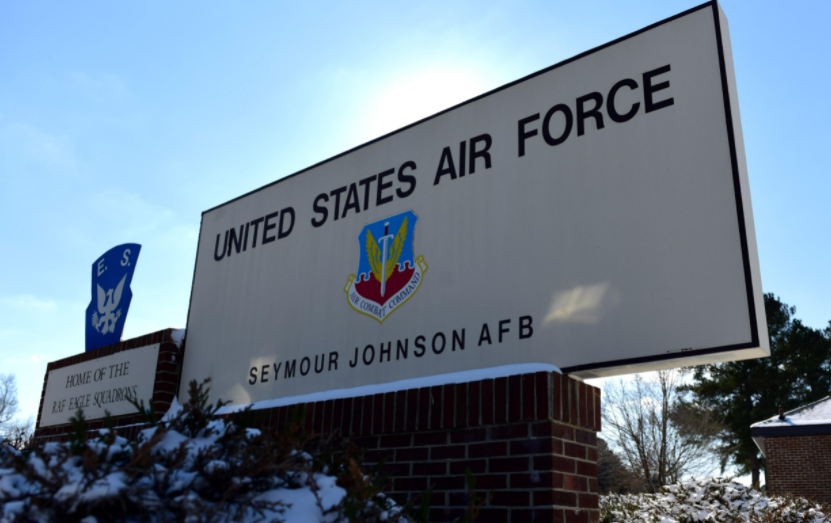 UNITED STATES AIR FORCE
AIR COMBAT COMMAND
SEYMOUR JOHNSON AFB
E. S.
HOME OF THE
RAF EAGLE SQUADRONS